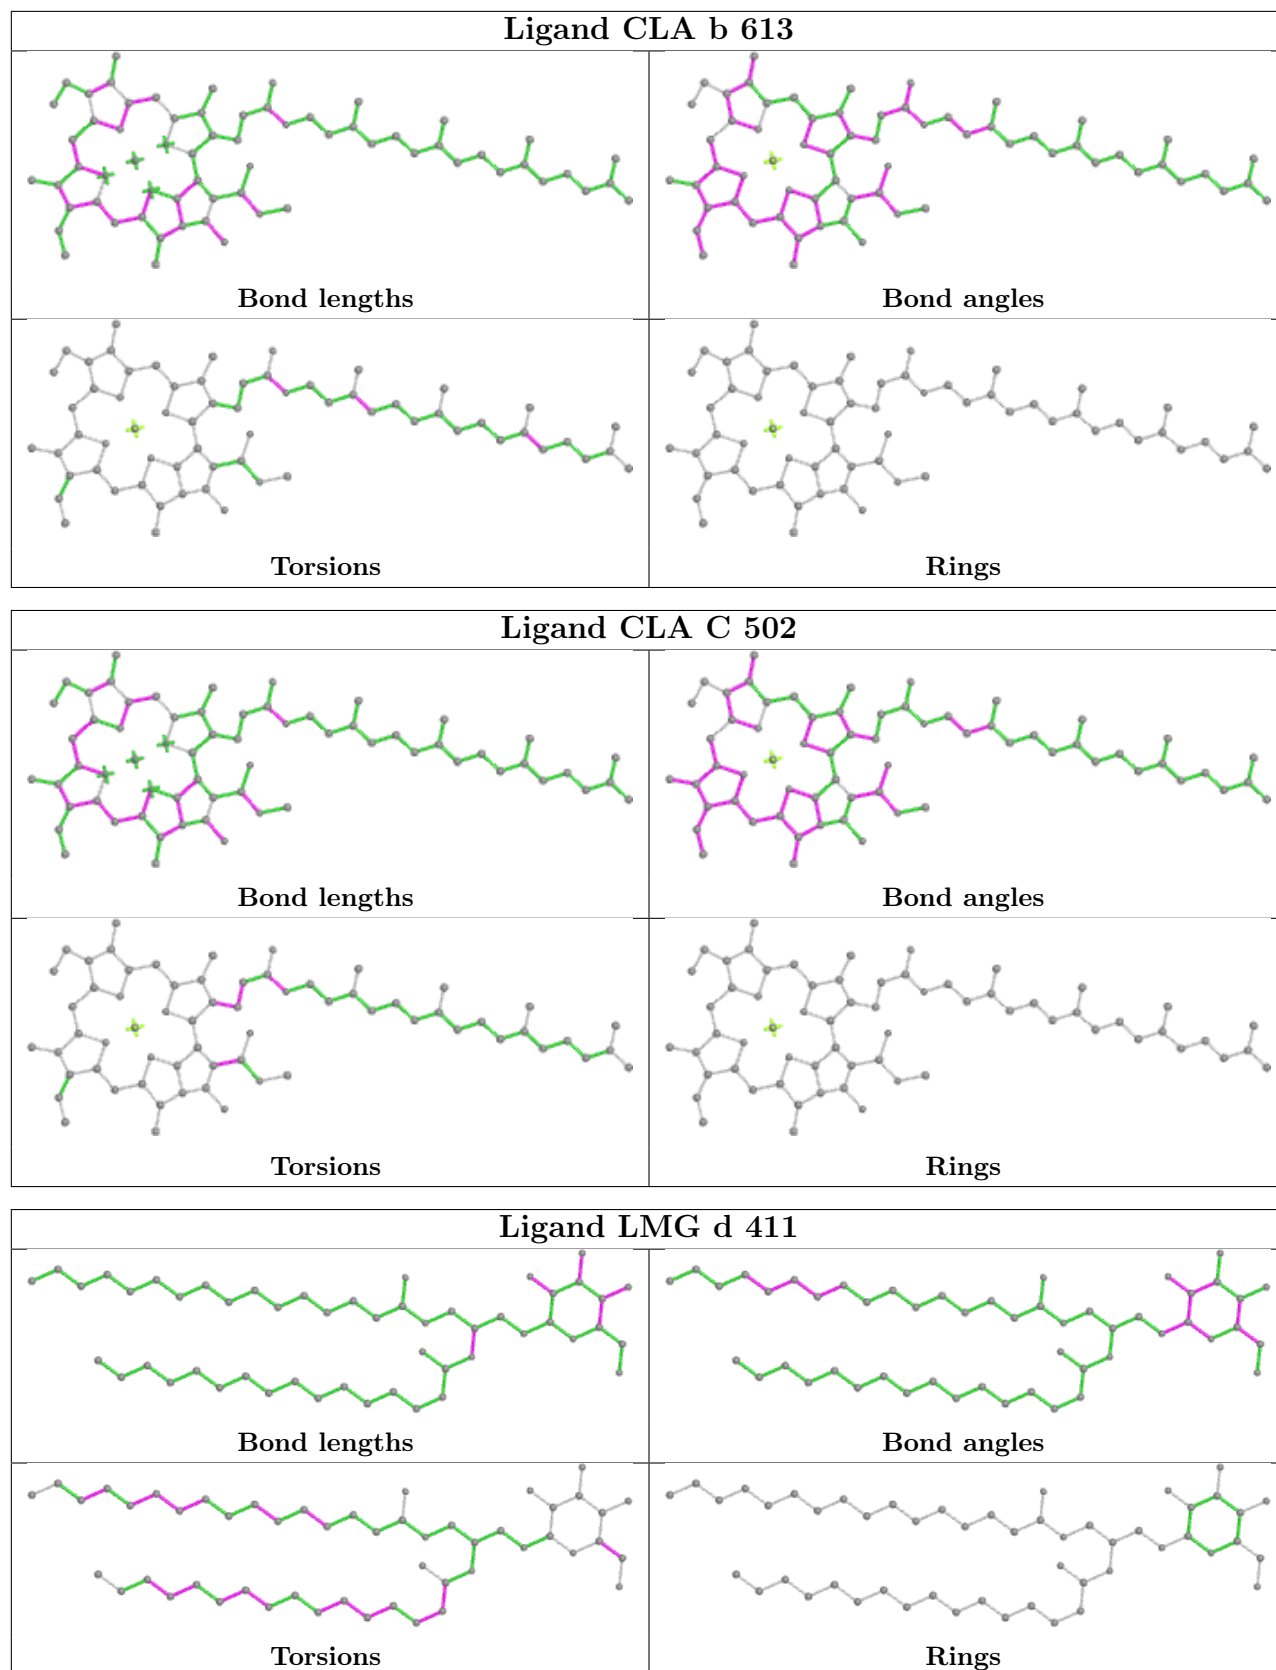 Ligand CLA b 613
Bond lengths
Bond angles
Torsions
Rings
Ligand CLA C 502
Bond lengths
Bond angles
Torsions
Rings
Ligand LMG d 411
Bond lengths
Bond angles
Torsions
Rings